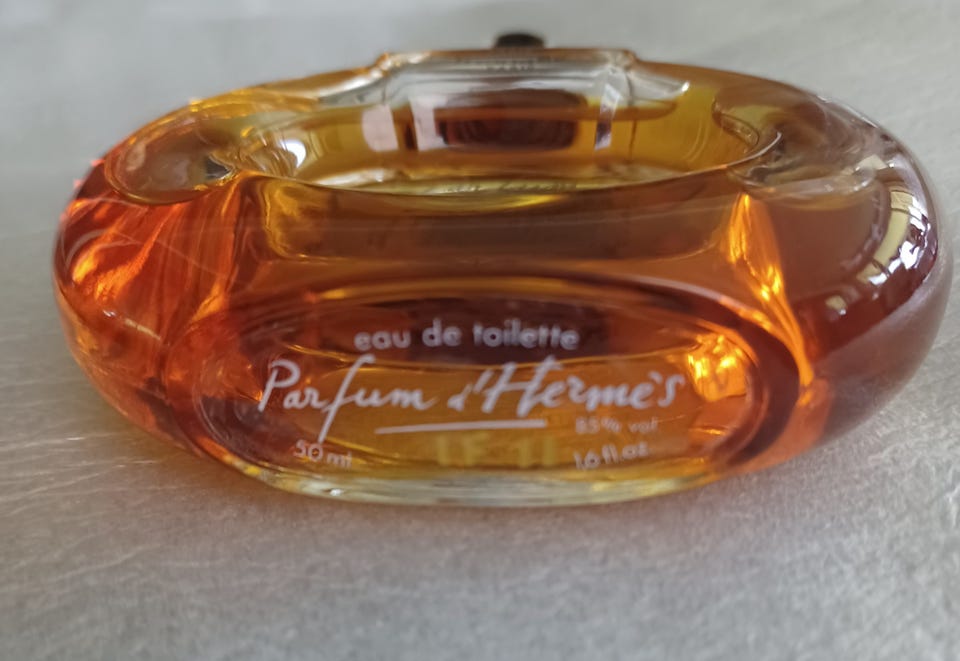 eau de toilette
Parfum d'Hermès
85% vol
50 ml
1.6 fl.oz